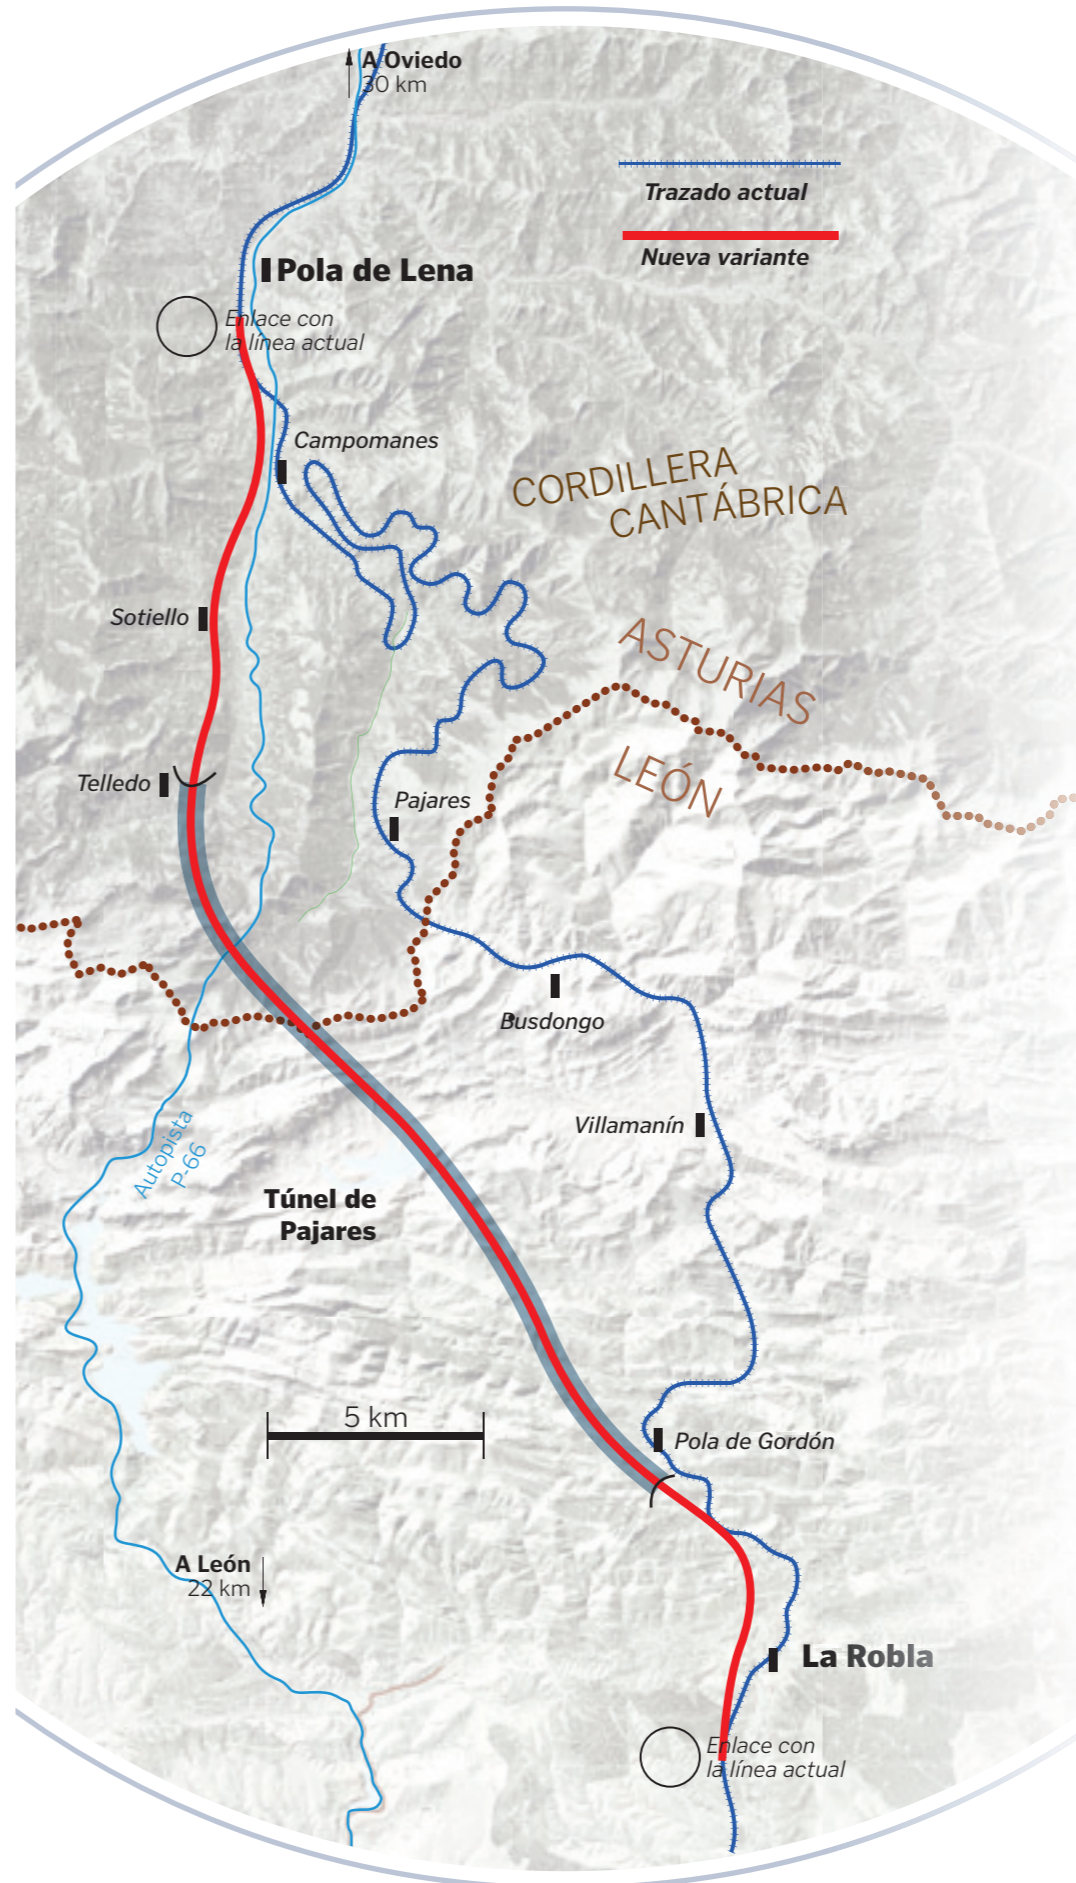 A Oviedo
30 km
Trazado actual
Nueva variante
Pola de Lena
Enlace con
la línea actual
Campomanes
CORDILLERA
CANTÁBRICA
Sotiello
ASTURIAS
LEÓN
Telledo
Pajares
Busdongo
Villamanín
Autopista
P-66
Túnel de
Pajares
5 km
Pola de Gordón
A León
22 km
La Robla
Enlace con
la línea actual